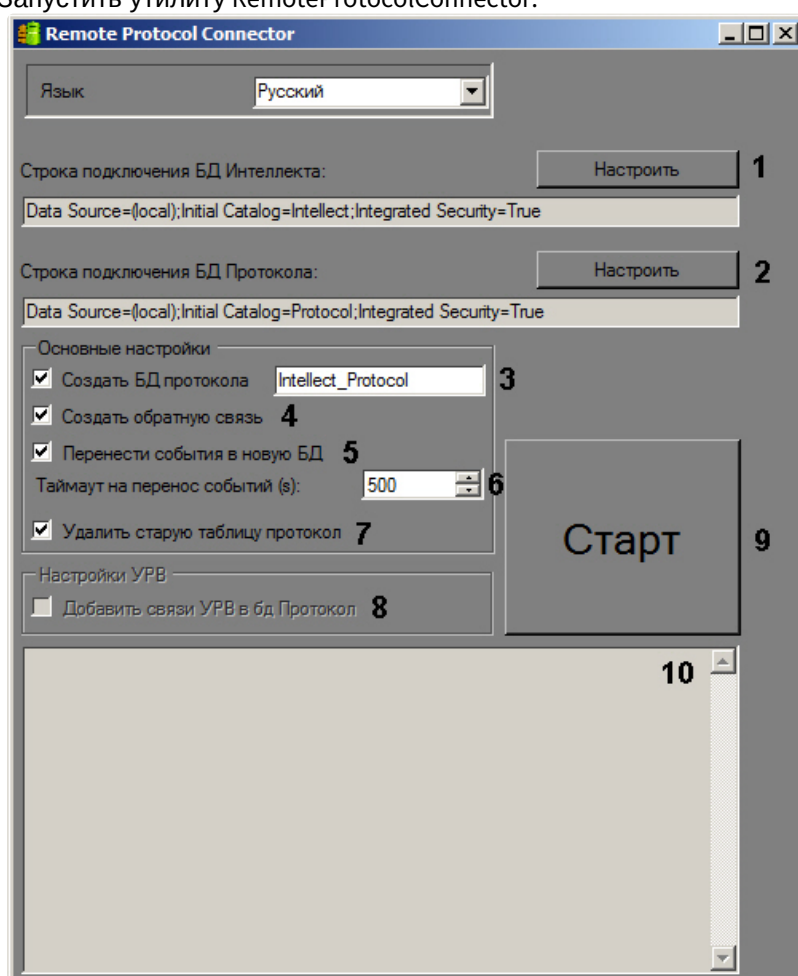 Запустить утилиту RemoteProtocolConnector.
Remote Protocol Connector
Язык Русский
Строка подключения БД Интеллекта: Настроить 1
Data Source=(local);Initial Catalog=Intellect;Integrated Security=True
Строка подключения БД Протокола: Настроить 2
Data Source=(local);Initial Catalog=Protocol;Integrated Security=True
Основные настройки
Создать БД протокола Intellect_Protocol 3
Создать обратную связь 4
Перенести события в новую БД 5
Таймаут на перенос событий (s): 500 6
Удалить старую таблицу протокол 7
Старт 9
Настройки УРВ
Добавить связи УРВ в бд Протокол 8
10